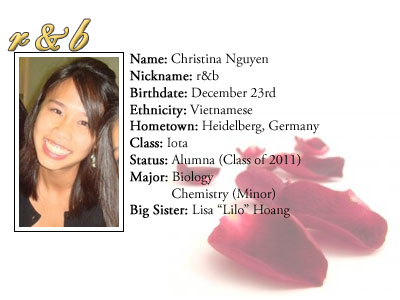 r & b
Name: Christina Nguyen
Nickname: r&b
Birthdate: December 23rd
Ethnicity: Vietnamese
Hometown: Heidelberg, Germany
Class: Iota
Status: Alumna (Class of 2011)
Major: Biology
Chemistry (Minor)
Big Sister: Lisa “Lilo” Hoang